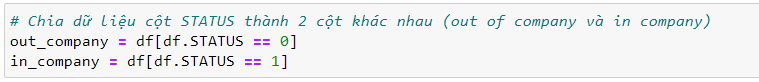 # Chia dữ liệu cột STATUS thành 2 cột khác nhau (out of company và in company)
out_company = df[df.STATUS == 0]
in_company = df[df.STATUS == 1]